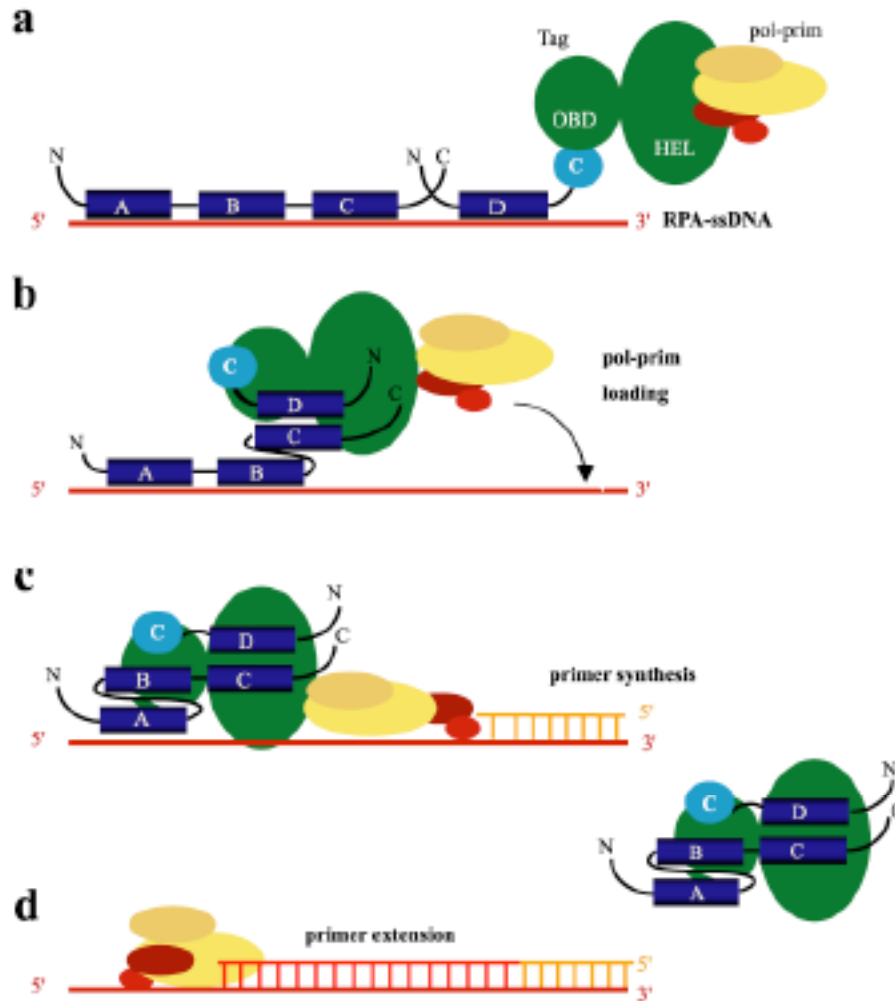 a
Tag
pol-prim
OBD
HEL
N
N C
C
A
B
C
D
5'
3' RPA-ssDNA
b
C
N
D
C
pol-prim
loading
C
N
A
B
5'
3'
c
N
C
D
C
N
B
C
primer synthesis
A
5'
5'
3'
N
C
D
C
N
B
C
A
d
primer extension
5'
5'
3'